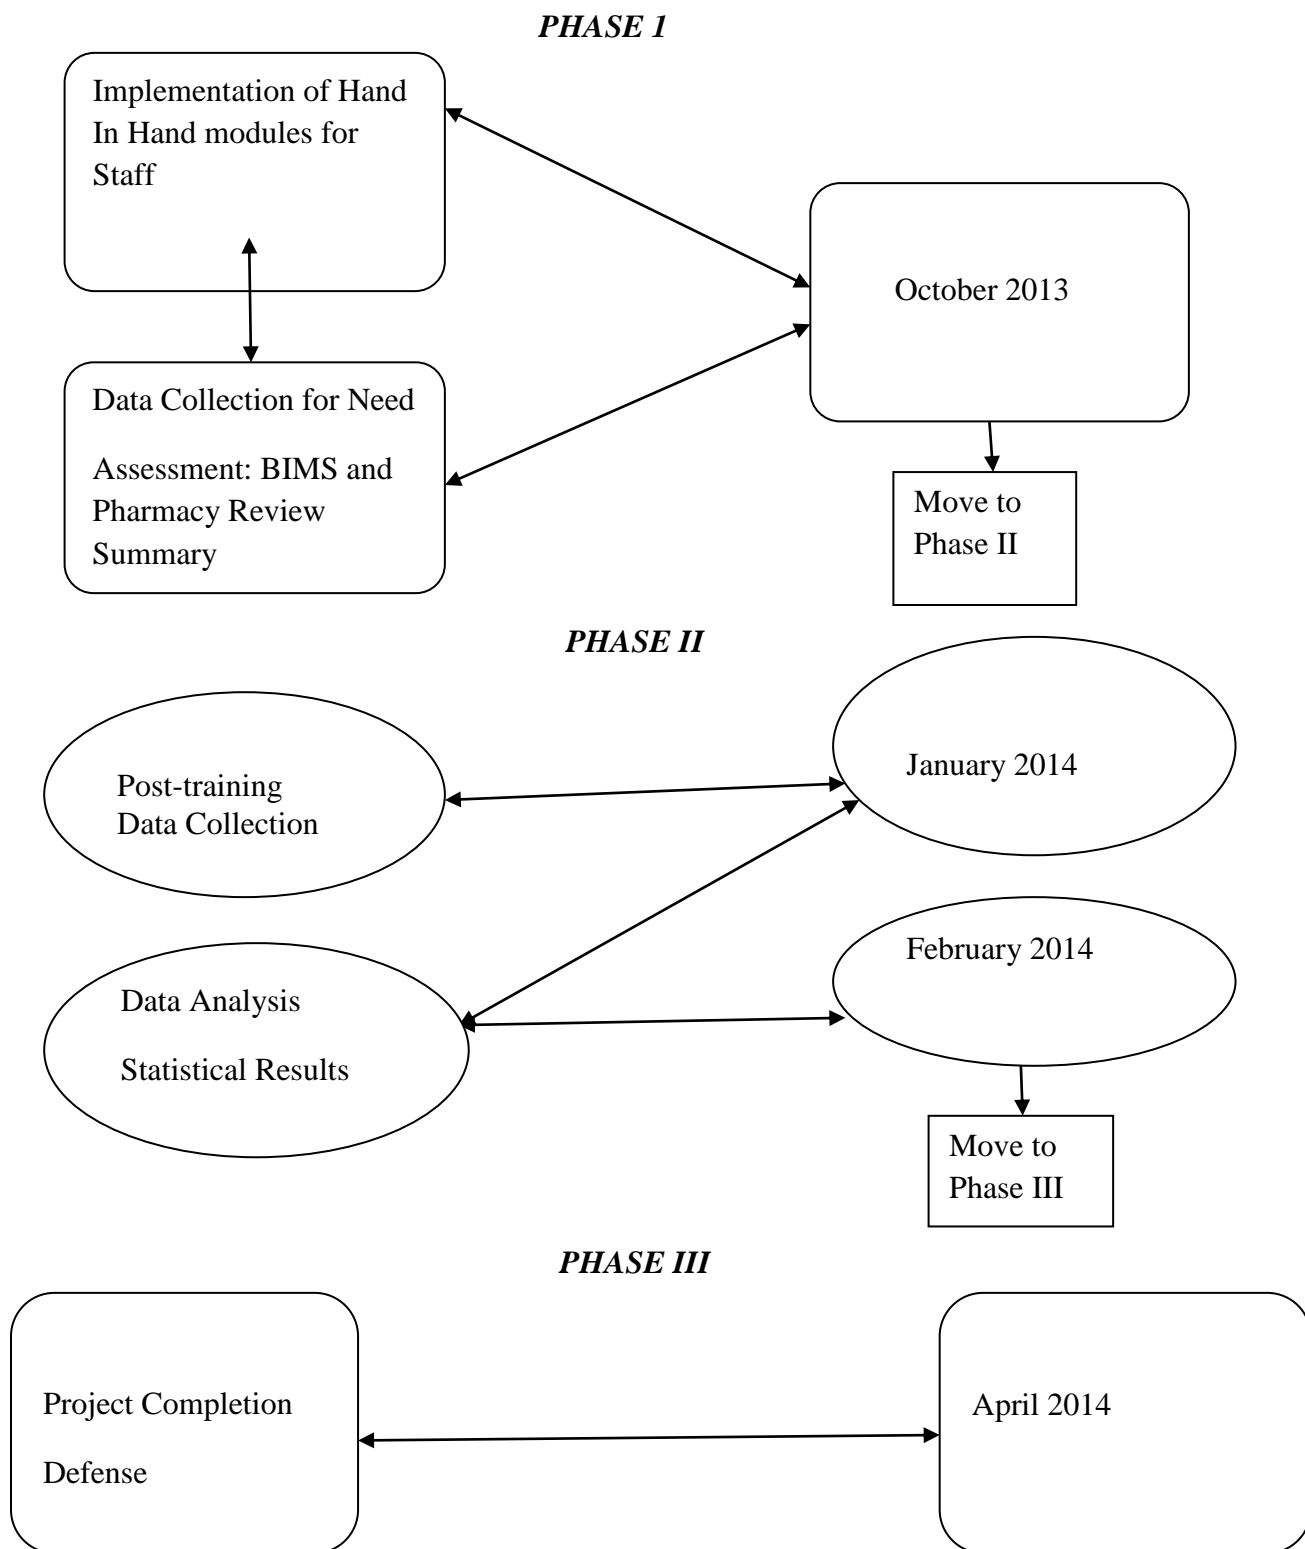 PHASE 1
Implementation of Hand
In Hand modules for
Staff
October 2013
Data Collection for Need
Assessment: BIMS and
Pharmacy Review
Summary
Move to
Phase II
PHASE II
Post-training
Data Collection
January 2014
Data Analysis
Statistical Results
February 2014
Move to
Phase III
PHASE III
Project Completion
Defense
April 2014